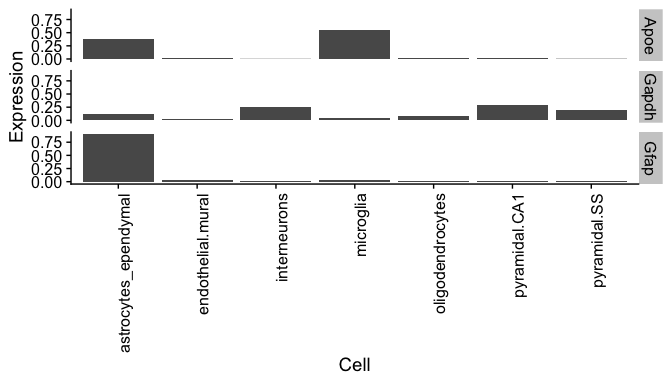 Expression
0.75
0.50
0.25
0.00
Apoe
0.75
0.50
0.25
0.00
Gapdh
0.75
0.50
0.25
0.00
Gfap
astrocytes_ependymal
endothelial.mural
interneurons
microglia
oligodendrocytes
pyramidal.CA1
pyramidal.SS
Cell